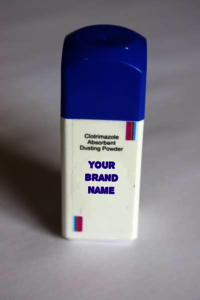 Clotrimazole
Absorbent
Dusting Powder
YOUR
BRAND
NAME